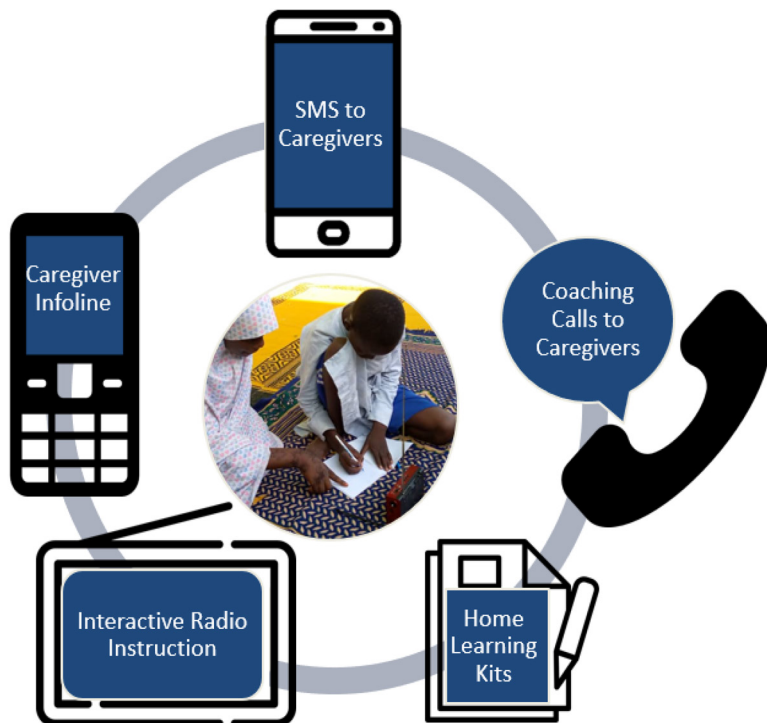 SMS to
Caregivers
Coaching
Calls to
Caregivers
Home
Learning
Kits
Interactive Radio
Instruction
Caregiver
Infoline